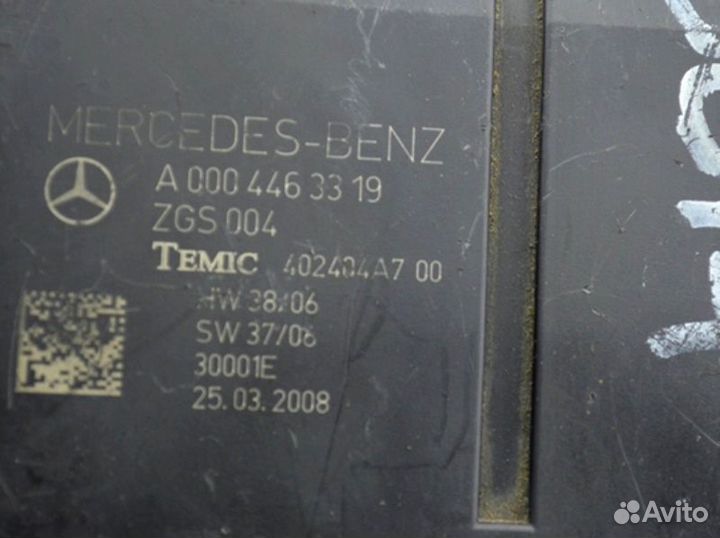 MERCEDES-BENZ
A 000 446 33 19
ZGS 004
TEMIC 402404A7 00
HW 38/06
SW 37/06
30001E
25.03.2008
Avito